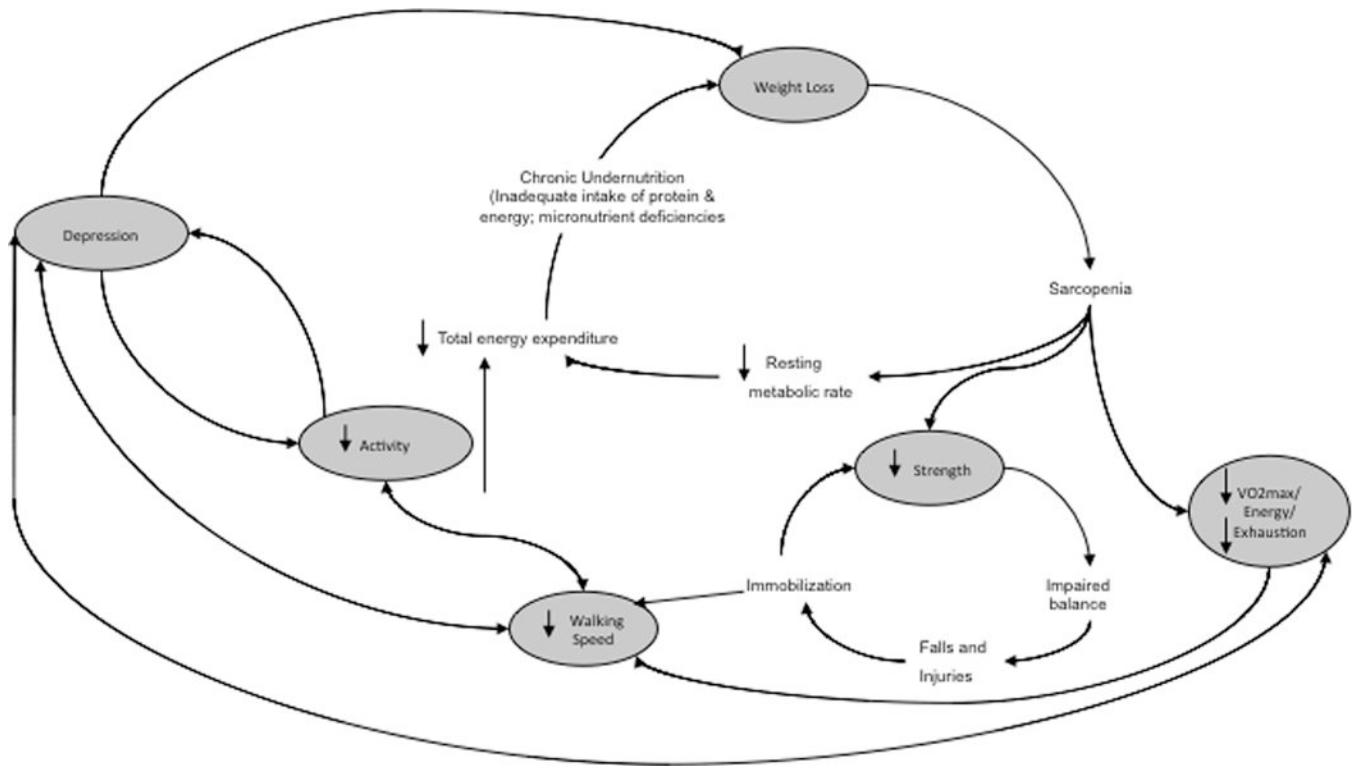 Weight Loss
Chronic Undernutrition
(Inadequate intake of protein &
energy; micronutrient deficiencies
Depression
Sarcopenia
Total energy expenditure
Resting
metabolic rate
Activity
Strength
VO2max/
Energy/
Exhaustion
Immobilization
Impaired
balance
Walking
Speed
Falls and
Injuries